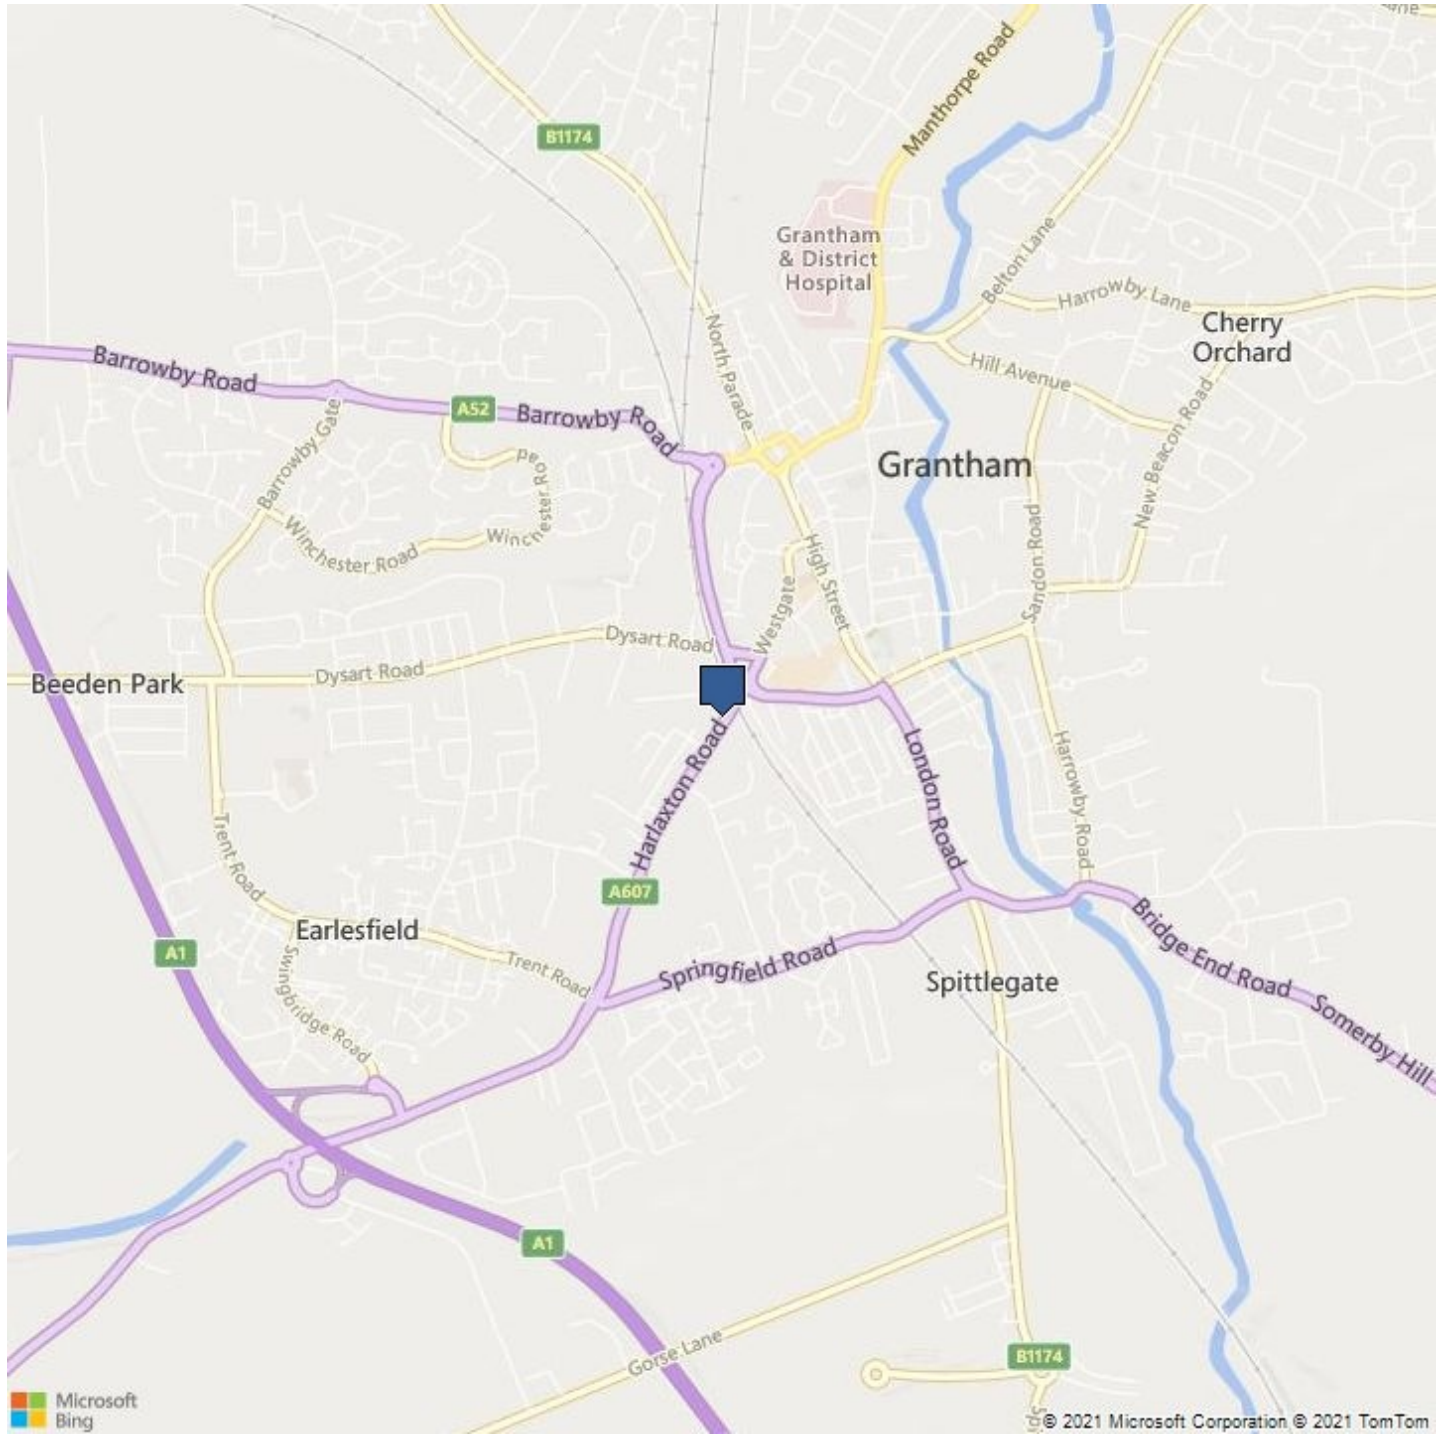 ane
B1174
Manthorpe Road
Grantham
& District
Hospital
Belton Lane
Harrowby Lane
Cherry
Orchard
North Parade
Hill Avenue
Barrowby Road
A52
Barrowby Road
Barrowby Gate
New Beacon Road
Grantham
Winchester Road
Winchester Road
High Street
Sandon Road
Westgate
Dysart Road
Dysart Road
Beeden Park
Harlaxton Road
London Road
Harrowby Road
Trent Road
A607
Earlesfield
A1
Swingbridge Road
Trent Road
Springfield Road
Spittlegate
Bridge End Road
Somerby Hill
A1
Gorse Lane
B1174
Spi
Microsoft
Bing
© 2021 Microsoft Corporation © 2021 TomTom